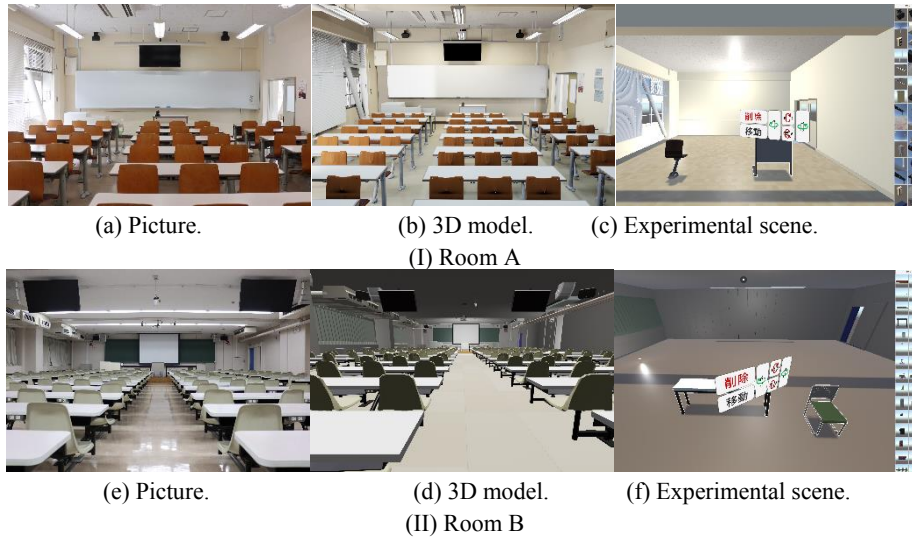 削除
移動
(a) Picture. (b) 3D model. (c) Experimental scene.
(I) Room A
削除
移動
(e) Picture. (d) 3D model. (f) Experimental scene.
(II) Room B